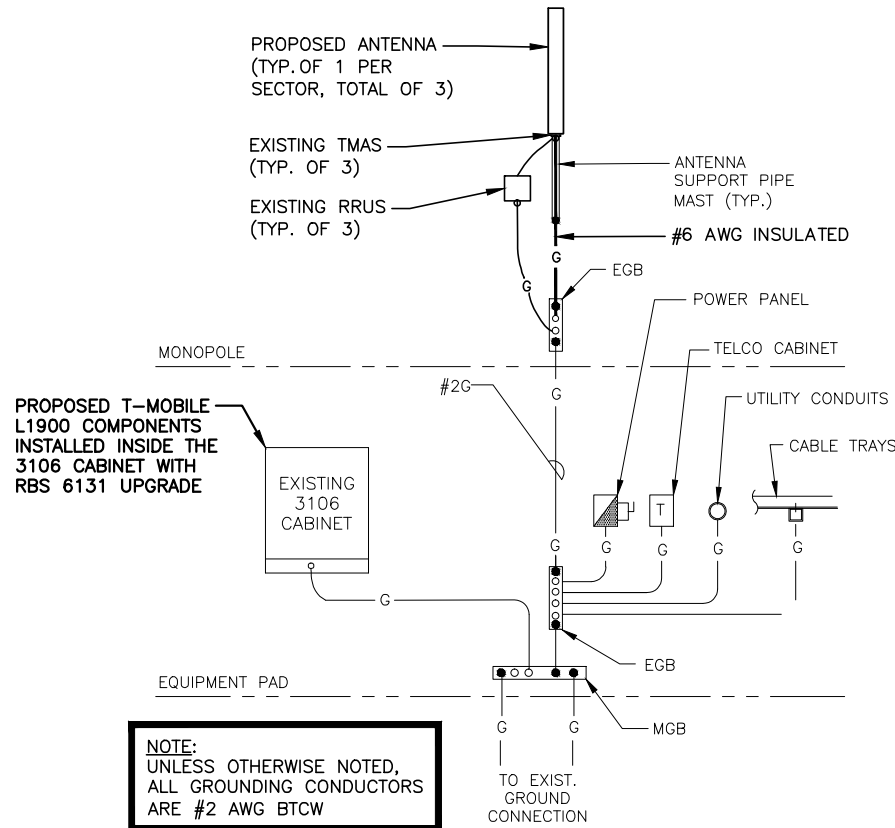 PROPOSED ANTENNA
(TYP. OF 1 PER
SECTOR, TOTAL OF 3)
EXISTING TMAS
(TYP. OF 3)
EXISTING RRUS
(TYP. OF 3)
ANTENNA
SUPPORT PIPE
MAST (TYP.)
#6 AWG INSULATED
G
G
EGB
POWER PANEL
MONOPOLE
TELCO CABINET
#2G
G
UTILITY CONDUITS
CABLE TRAYS
PROPOSED T-MOBILE
L1900 COMPONENTS
INSTALLED INSIDE THE
3106 CABINET WITH
RBS 6131 UPGRADE
EXISTING
3106
CABINET
T
G
G
G
G
G
G
EGB
EQUIPMENT PAD
MGB
G
G
TO EXIST.
GROUND
CONNECTION
NOTE:
UNLESS OTHERWISE NOTED,
ALL GROUNDING CONDUCTORS
ARE #2 AWG BTCW